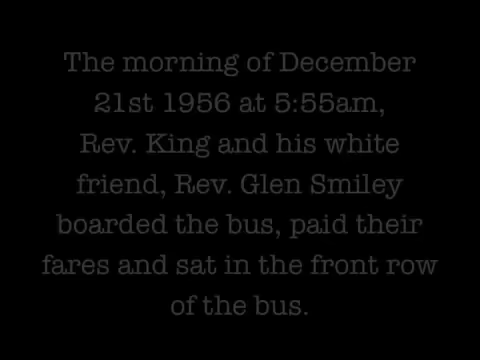 The morning of December
21st 1956 at 5:55am,
Rev. King and his white
friend, Rev. Glen Smiley
boarded the bus, paid their
fares and sat in the front row
of the bus.